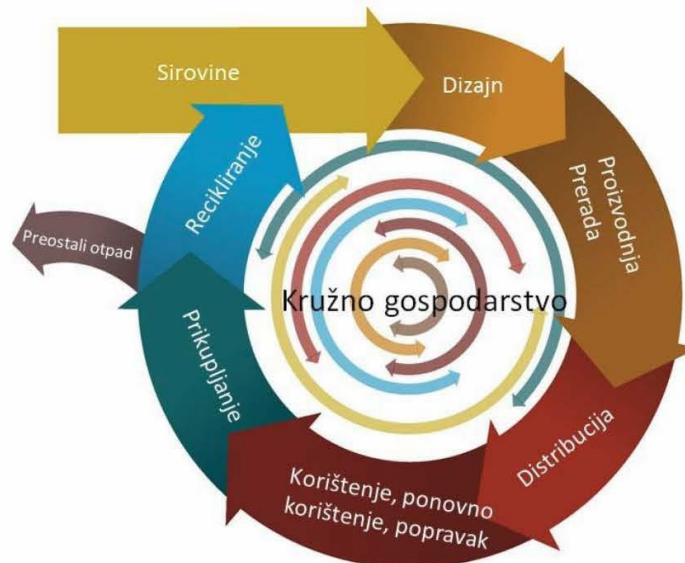 Sirovine
Dizajn
Proizvodnja
Prerada
Distribucija
Korištenje, ponovno
korištenje, popravak
Prikupljanje
Recikliranje
Preostali otpad
Kružno gospodarstvo